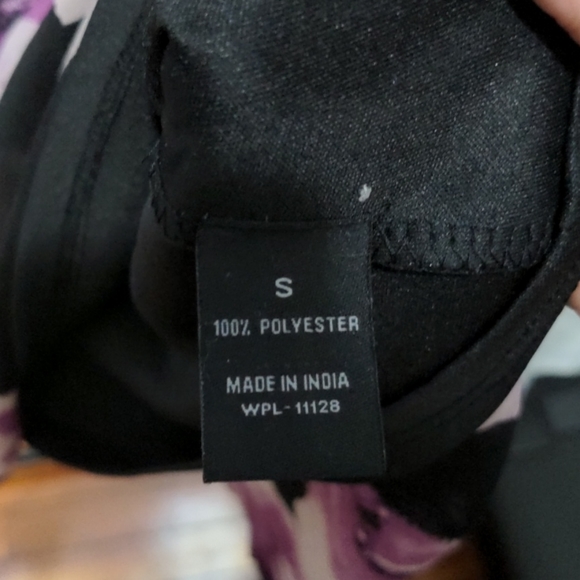 S
100% POLYESTER
MADE IN INDIA
WPL-11128